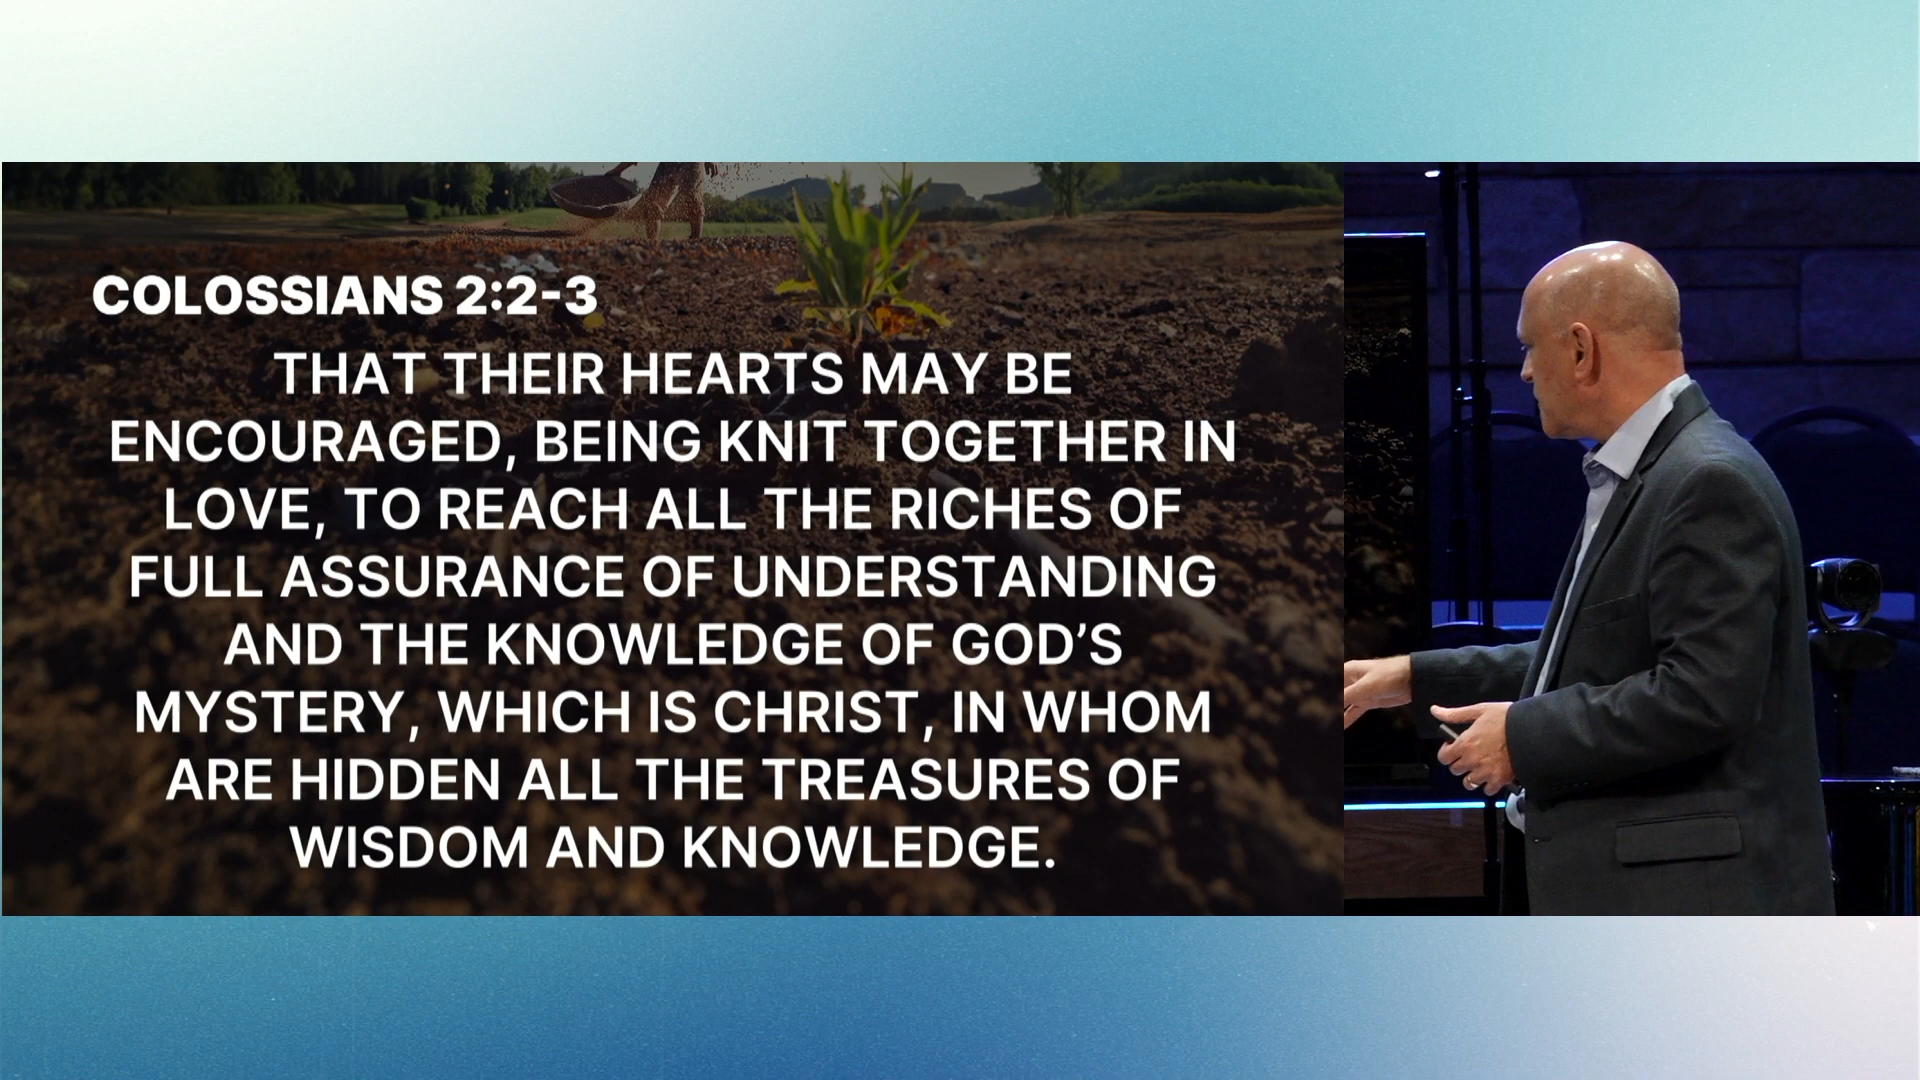 COLOSSIANS 2:2-3
THAT THEIR HEARTS MAY BE
ENCOURAGED, BEING KNIT TOGETHER IN
LOVE, TO REACH ALL THE RICHES OF
FULL ASSURANCE OF UNDERSTANDING
AND THE KNOWLEDGE OF GOD’S
MYSTERY, WHICH IS CHRIST, IN WHOM
ARE HIDDEN ALL THE TREASURES OF
WISDOM AND KNOWLEDGE.